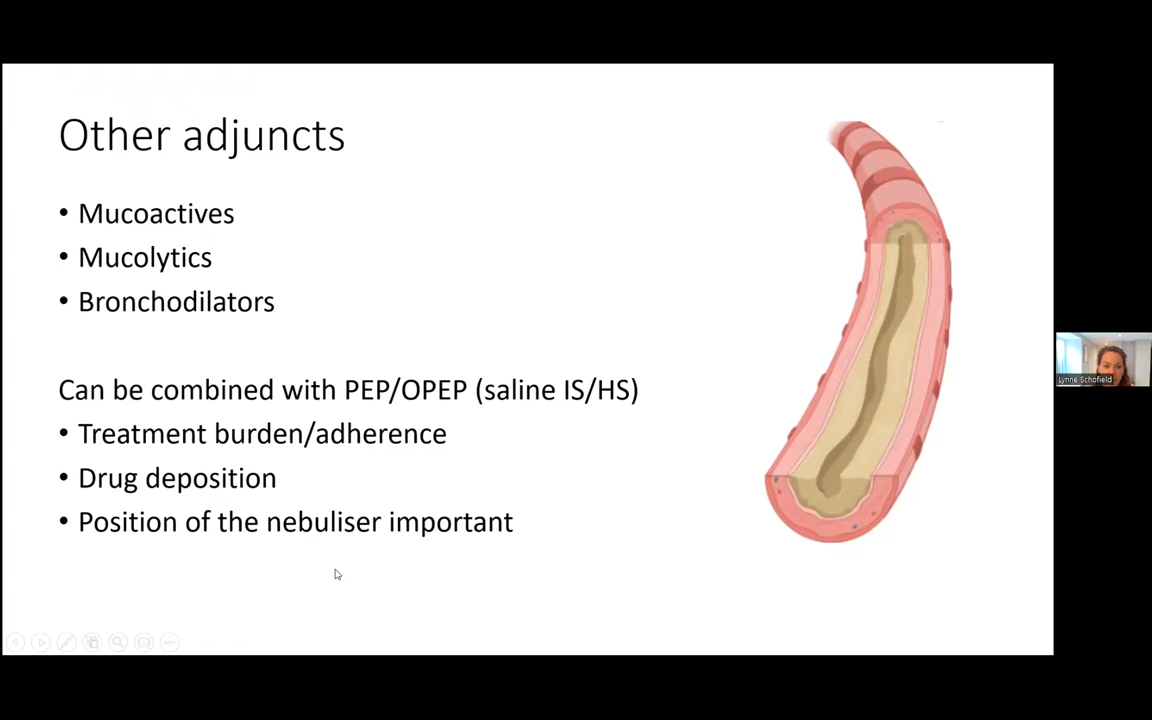 Other adjuncts
• Mucoactives
• Mucolytics
• Bronchodilators
Can be combined with PEP/OPEP (saline IS/HS)
• Treatment burden/adherence
• Drug deposition
• Position of the nebuliser important
Lynne Schofield